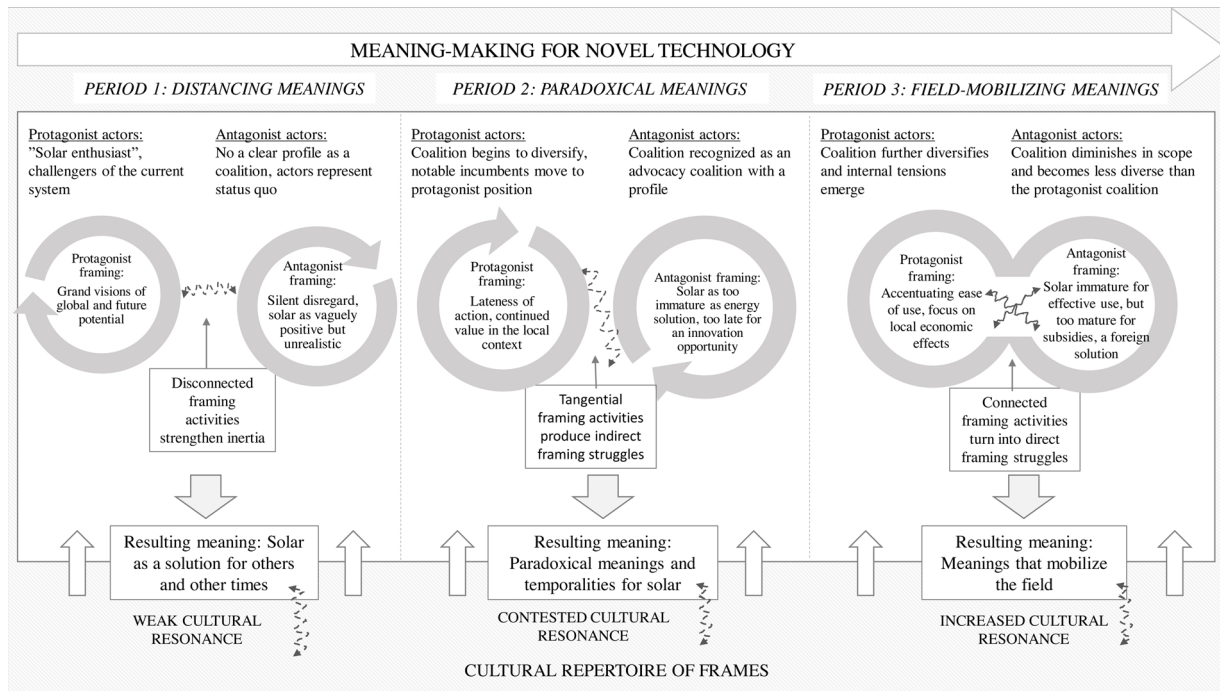 MEANING-MAKING FOR NOVEL TECHNOLOGY
PERIOD 1: DISTANCING MEANINGS
PERIOD 2: PARADOXICAL MEANINGS
PERIOD 3: FIELD-MOBILIZING MEANINGS
Protagonist actors:
”Solar enthusiast”,
challengers of the current
system
Antagonist actors:
No a clear profile as a
coalition, actors represent
status quo
Protagonist actors:
Coalition begins to diversify,
notable incumbents move to
protagonist position
Antagonist actors:
Coalition recognized as an
advocacy coalition with a
profile
Protagonist actors:
Coalition further diversifies
and internal tensions
emerge
Antagonist actors:
Coalition diminishes in scope
and becomes less diverse than
the protagonist coalition
Protagonist
framing:
Grand visions of
global and future
potential
Antagonist
framing:
Silent disregard,
solar as vaguely
positive but
unrealistic
Protagonist
framing:
Lateness of
action, continued
value in the local
context
Antagonist framing:
Solar as too
immature as energy
solution, too late for
an innovation
opportunity
Protagonist
framing:
Accentuating ease
of use, focus on
local economic
effects
Antagonist
framing:
Solar immature for
effective use, but
too mature for
subsidies, a foreign
solution
Disconnected
framing
activities
strengthen inertia
Tangential
framing activities
produce indirect
framing struggles
Connected
framing activities
turn into direct
framing struggles
Resulting meaning: Solar
as a solution for others
and other times
Resulting meaning:
Paradoxical meanings and
temporalities for solar
Resulting meaning:
Meanings that mobilize
the field
WEAK CULTURAL
RESONANCE
CONTESTED CULTURAL
RESONANCE
INCREASED CULTURAL
RESONANCE
CULTURAL REPERTOIRE OF FRAMES